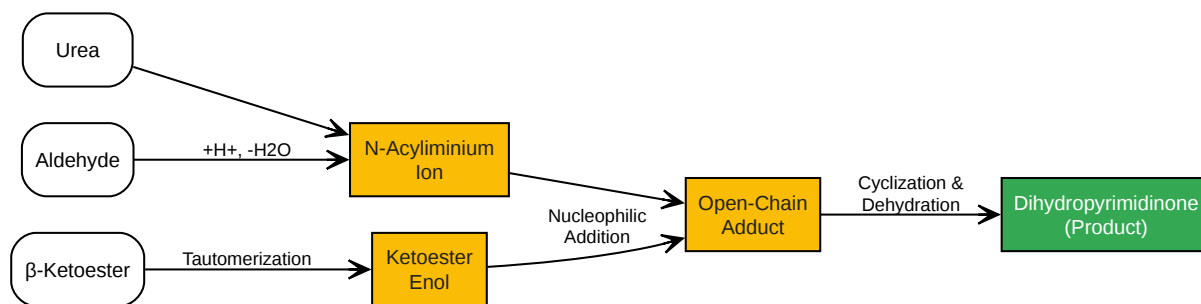 Urea
Aldehyde
+H+, -H2O
N-Acyliminium
Ion
β-Ketoester
Tautomerization
Ketoester
Enol
Nucleophilic
Addition
Open-Chain
Adduct
Cyclization &
Dehydration
Dihydropyrimidinone
(Product)